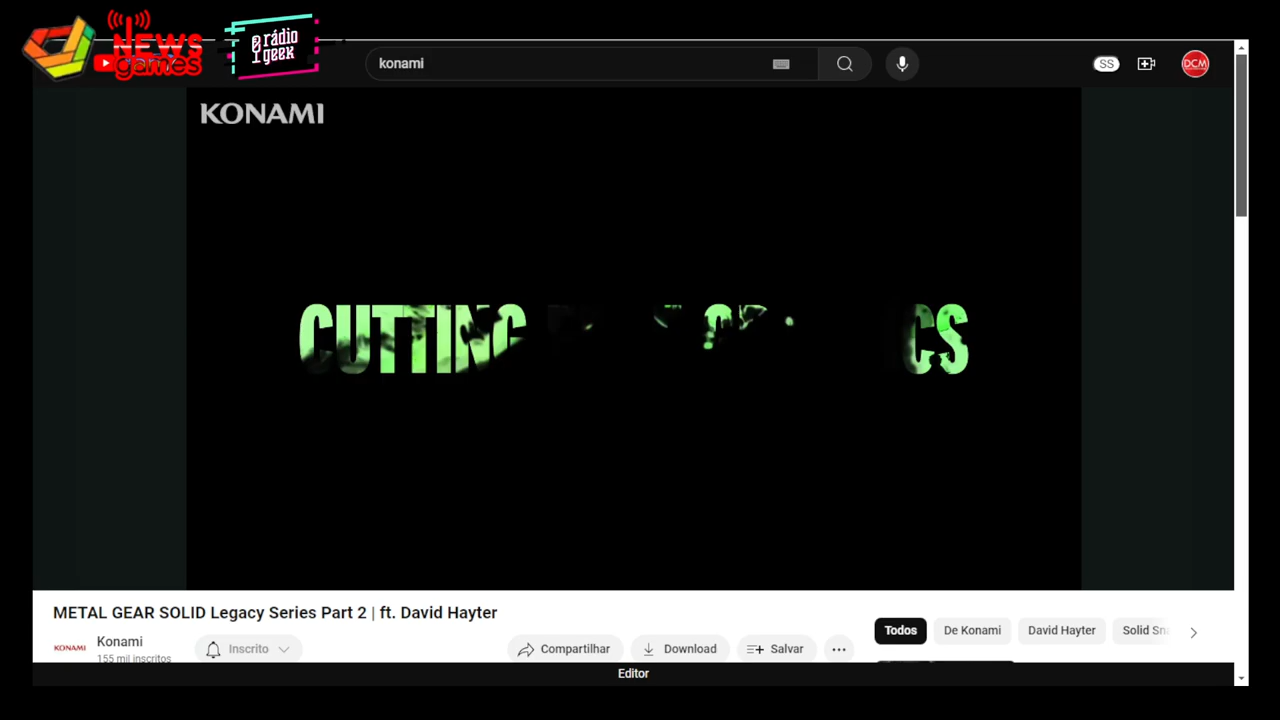 NEWS
games
rádio
geek
konami
SS
DCM
KONAMI
CUTTING
METAL GEAR SOLID Legacy Series Part 2 | ft. David Hayter
KONAMI
Konami
155 mil inscritos
Inscrito
Compartilhar
Download
Salvar
Todos
De Konami
David Hayter
Solid
Editor